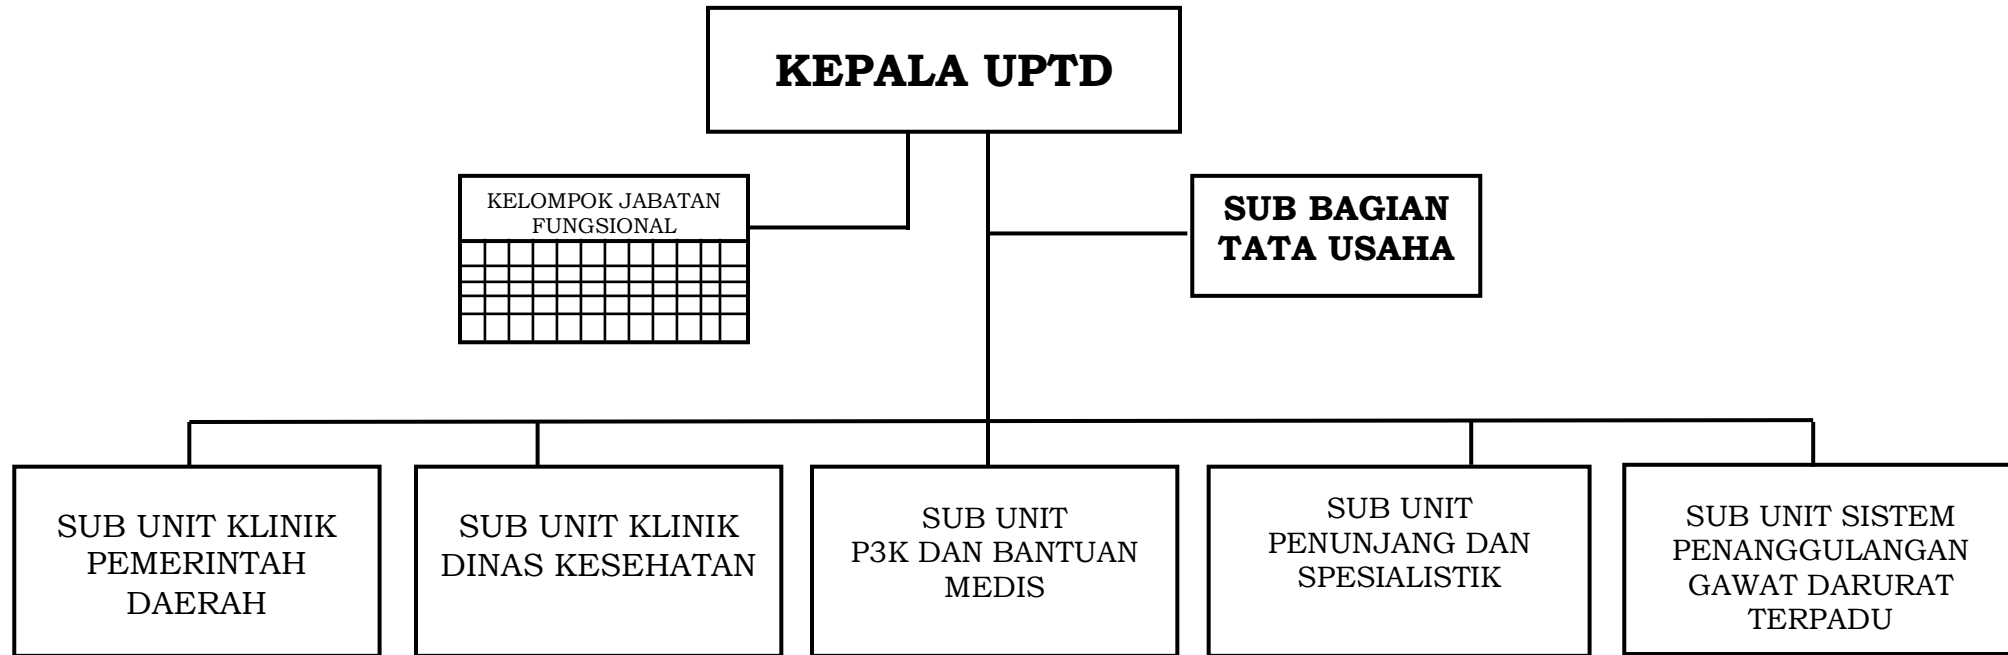 KEPALA UPTD
KELOMPOK JABATAN
FUNGSIONAL
SUB BAGIAN
TATA USAHA
SUB UNIT KLINIK
PEMERINTAH
DAERAH
SUB UNIT KLINIK
DINAS KESEHATAN
SUB UNIT
P3K DAN BANTUAN
MEDIS
SUB UNIT
PENUNJANG DAN
SPESIALISTIK
SUB UNIT SISTEM
PENANGGULANGAN
GAWAT DARURAT
TERPADU